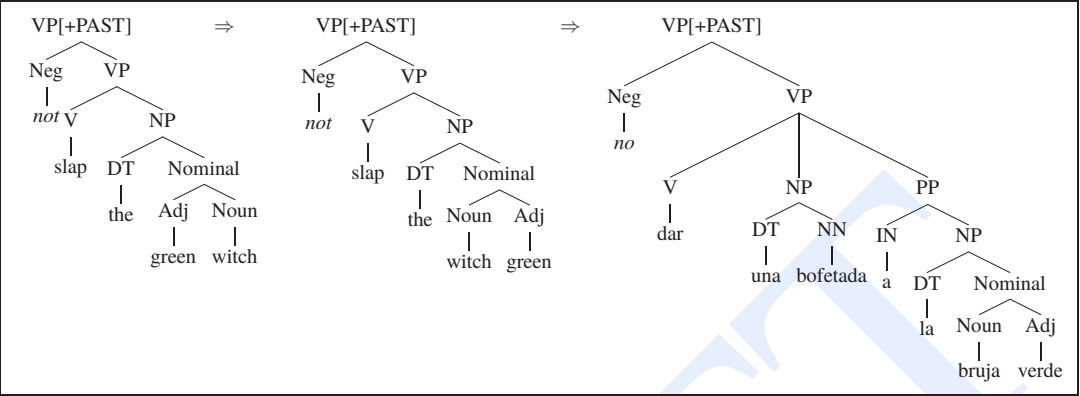 VP[+PAST] ⇒ VP[+PAST] ⇒ VP[+PAST]
Neg VP Neg VP Neg VP
not V NP not V NP no
slap DT Nominal slap DT Nominal V NP PP
the Adj Noun the Noun Adj dar DT NN IN NP
green witch witch green una bofetada a DT Nominal
la Noun Adj
bruja verde